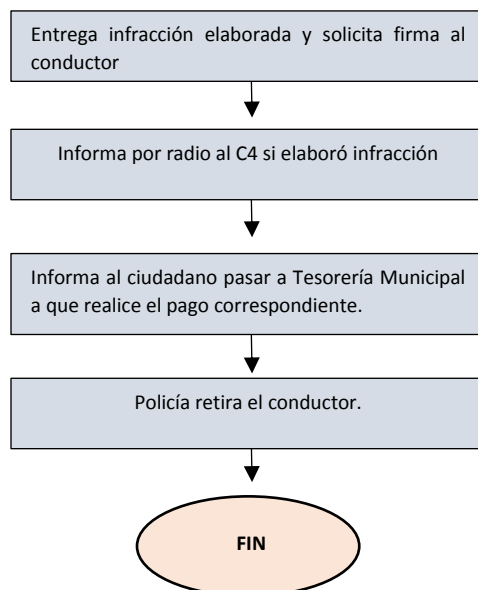 Entrega infracción elaborada y solicita firma al
conductor
Informa por radio al C4 si elaboró infracción
Informa al ciudadano pasar a Tesorería Municipal
a que realice el pago correspondiente.
Policía retira el conductor.
FIN